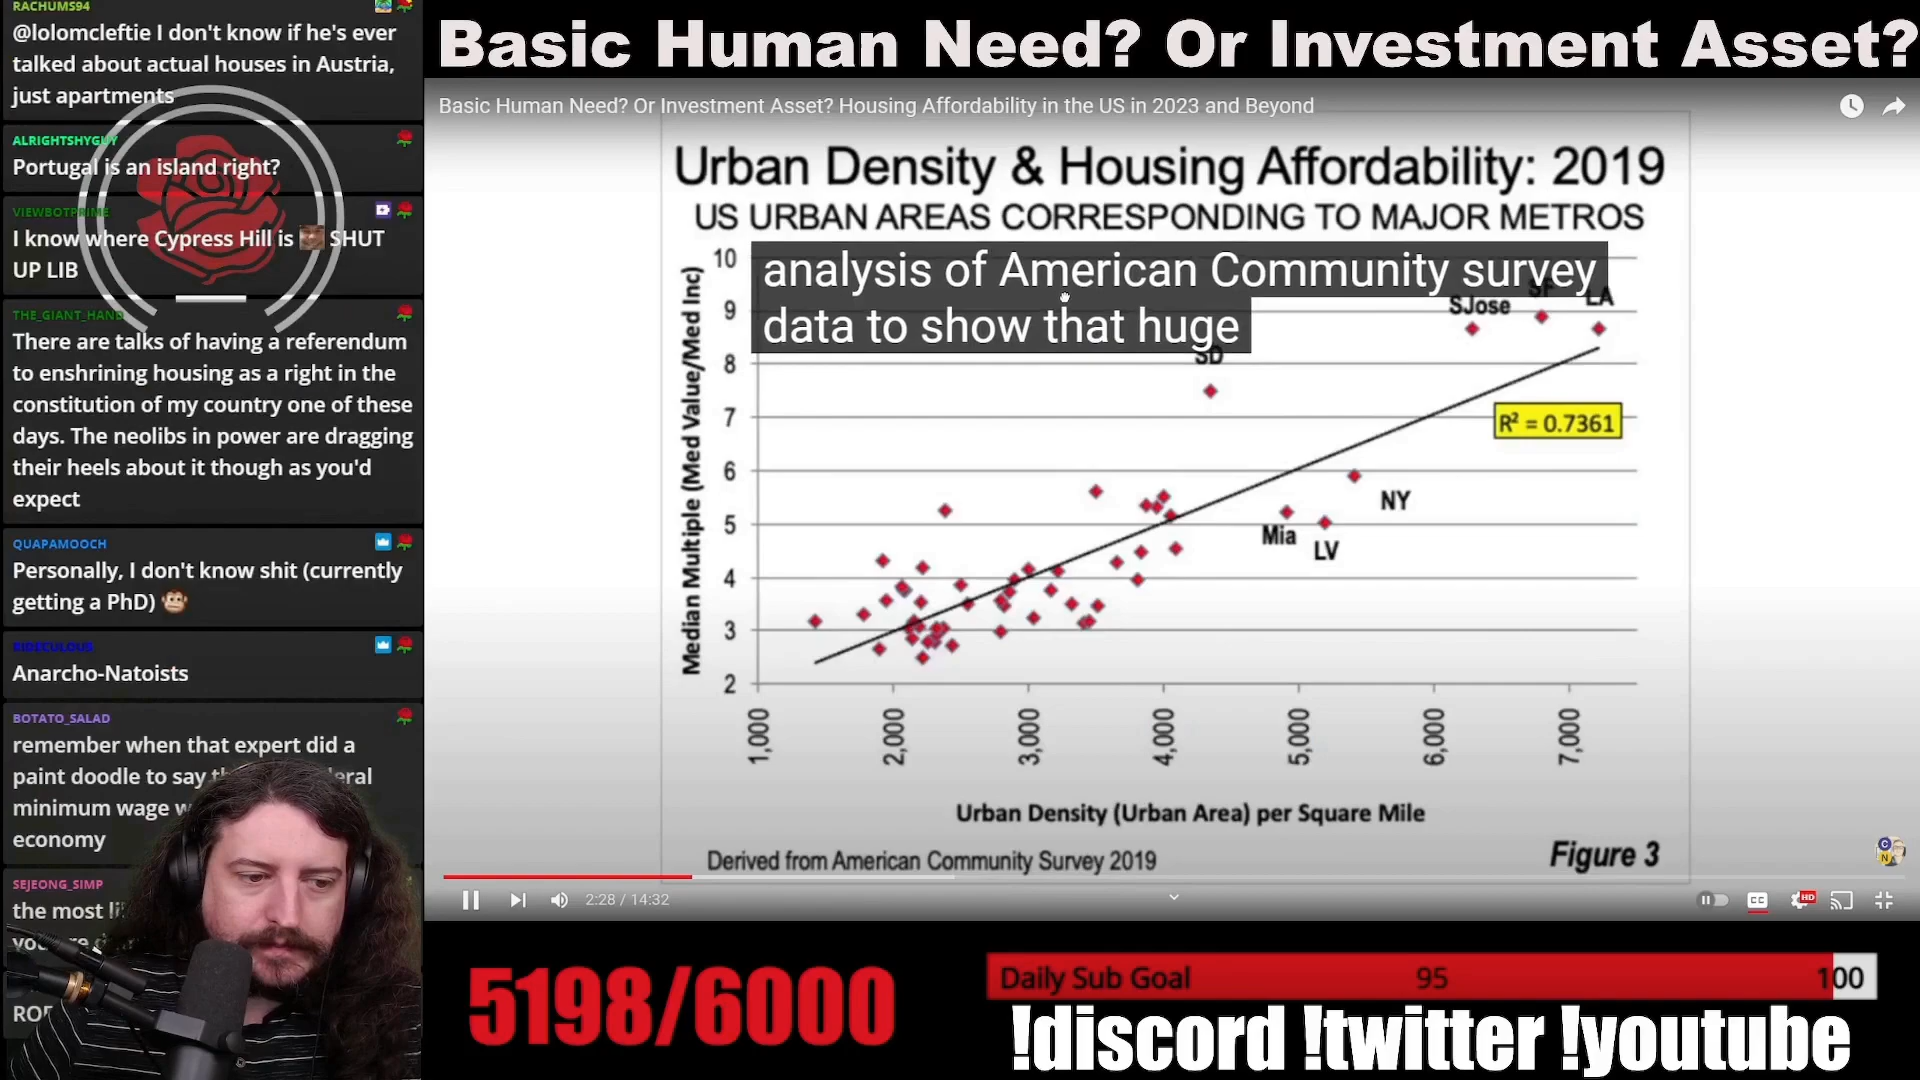 RACHUMS94
@lolomcleftie I don't know if he's ever
talked about actual houses in Austria,
just apartments
ALRIGHTSHYGUY
Portugal is an island right?
VIEWBOTPRIME
I know where Cypress Hill is SHUT
UP LIB
THE_GIANT_HAND
There are talks of having a referendum
to enshrining housing as a right in the
constitution of my country one of these
days. The neolibs in power are dragging
their heels about it though as you'd
expect
QUAPAMOOCH
Personally, I don't know shit (currently
getting a PhD)
Anarcho-Natoists
BOTATO_SALAD
remember when that expert did a
paint doodle to say
minimum wage
economy
SEJEONG_SIMP
the most
Basic Human Need? Or Investment Asset?
Basic Human Need? Or Investment Asset? Housing Affordability in the US in 2023 and Beyond
Urban Density & Housing Affordability: 2019
US URBAN AREAS CORRESPONDING TO MAJOR METROS
analysis of American Community survey
data to show that huge
Median Multiple (Med Value/Med Inc)
10
9
8
7
6
5
4
3
2
SJose
SF
LA
SD
R² = 0.7361
NY
Mia
LV
1,000
2,000
3,000
4,000
5,000
6,000
7,000
Urban Density (Urban Area) per Square Mile
Derived from American Community Survey 2019
Figure 3
2:28 / 14:32
CC
HD
5198/6000
Daily Sub Goal 95 100
!discord !twitter !youtube